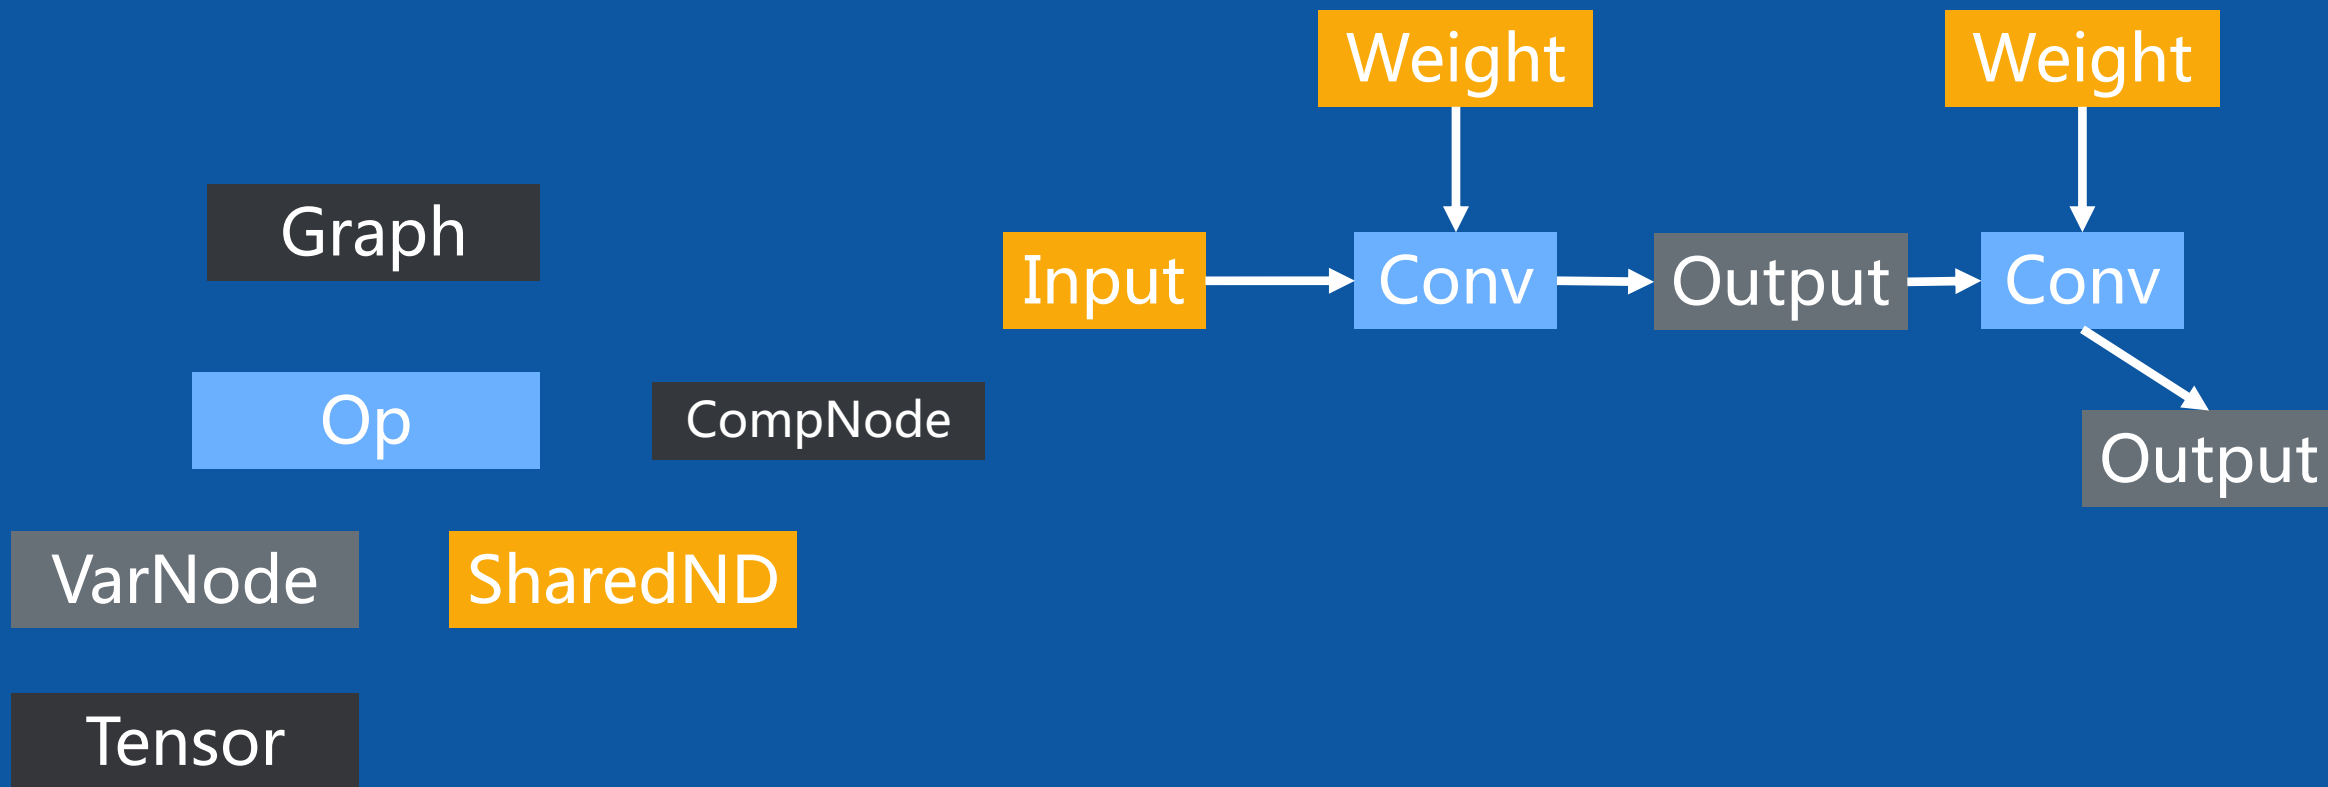 Weight
Weight
Graph
Input
Conv
Output
Conv
Op
CompNode
Output
VarNode
SharedND
Tensor